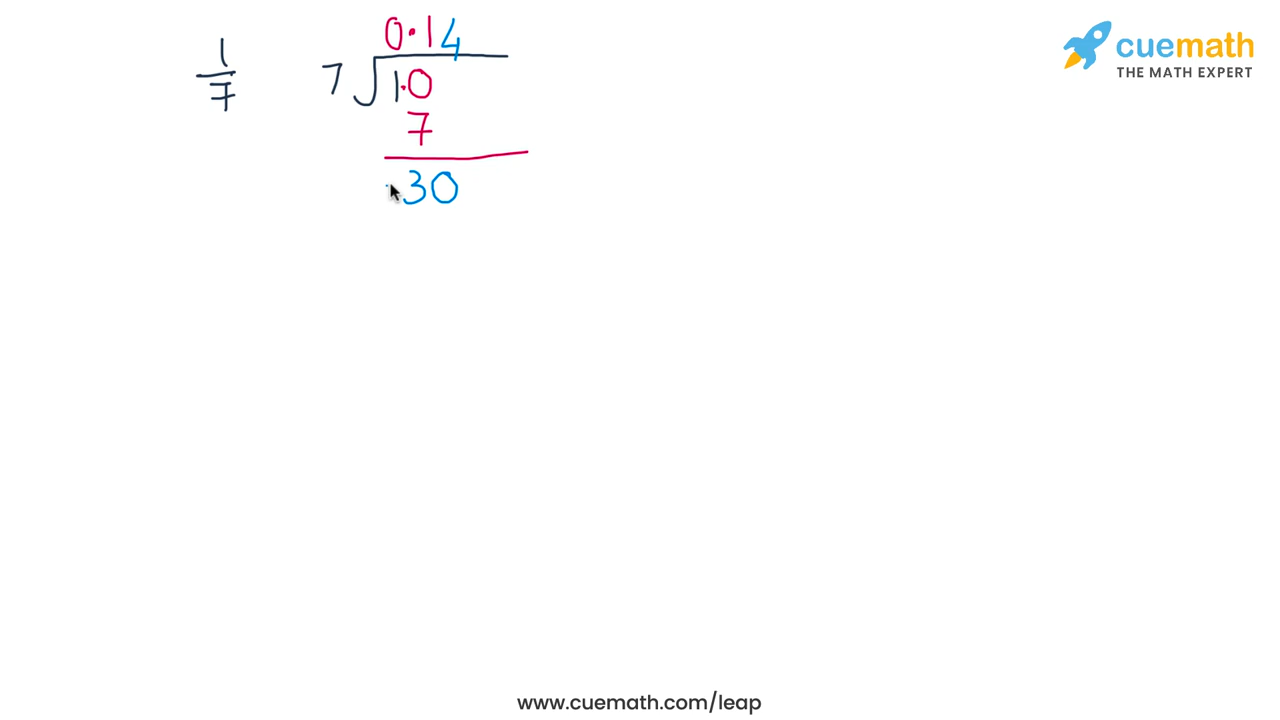 0.14
1/7 7 1.0
7
30
cuemath
THE MATH EXPERT
www.cuemath.com/leap